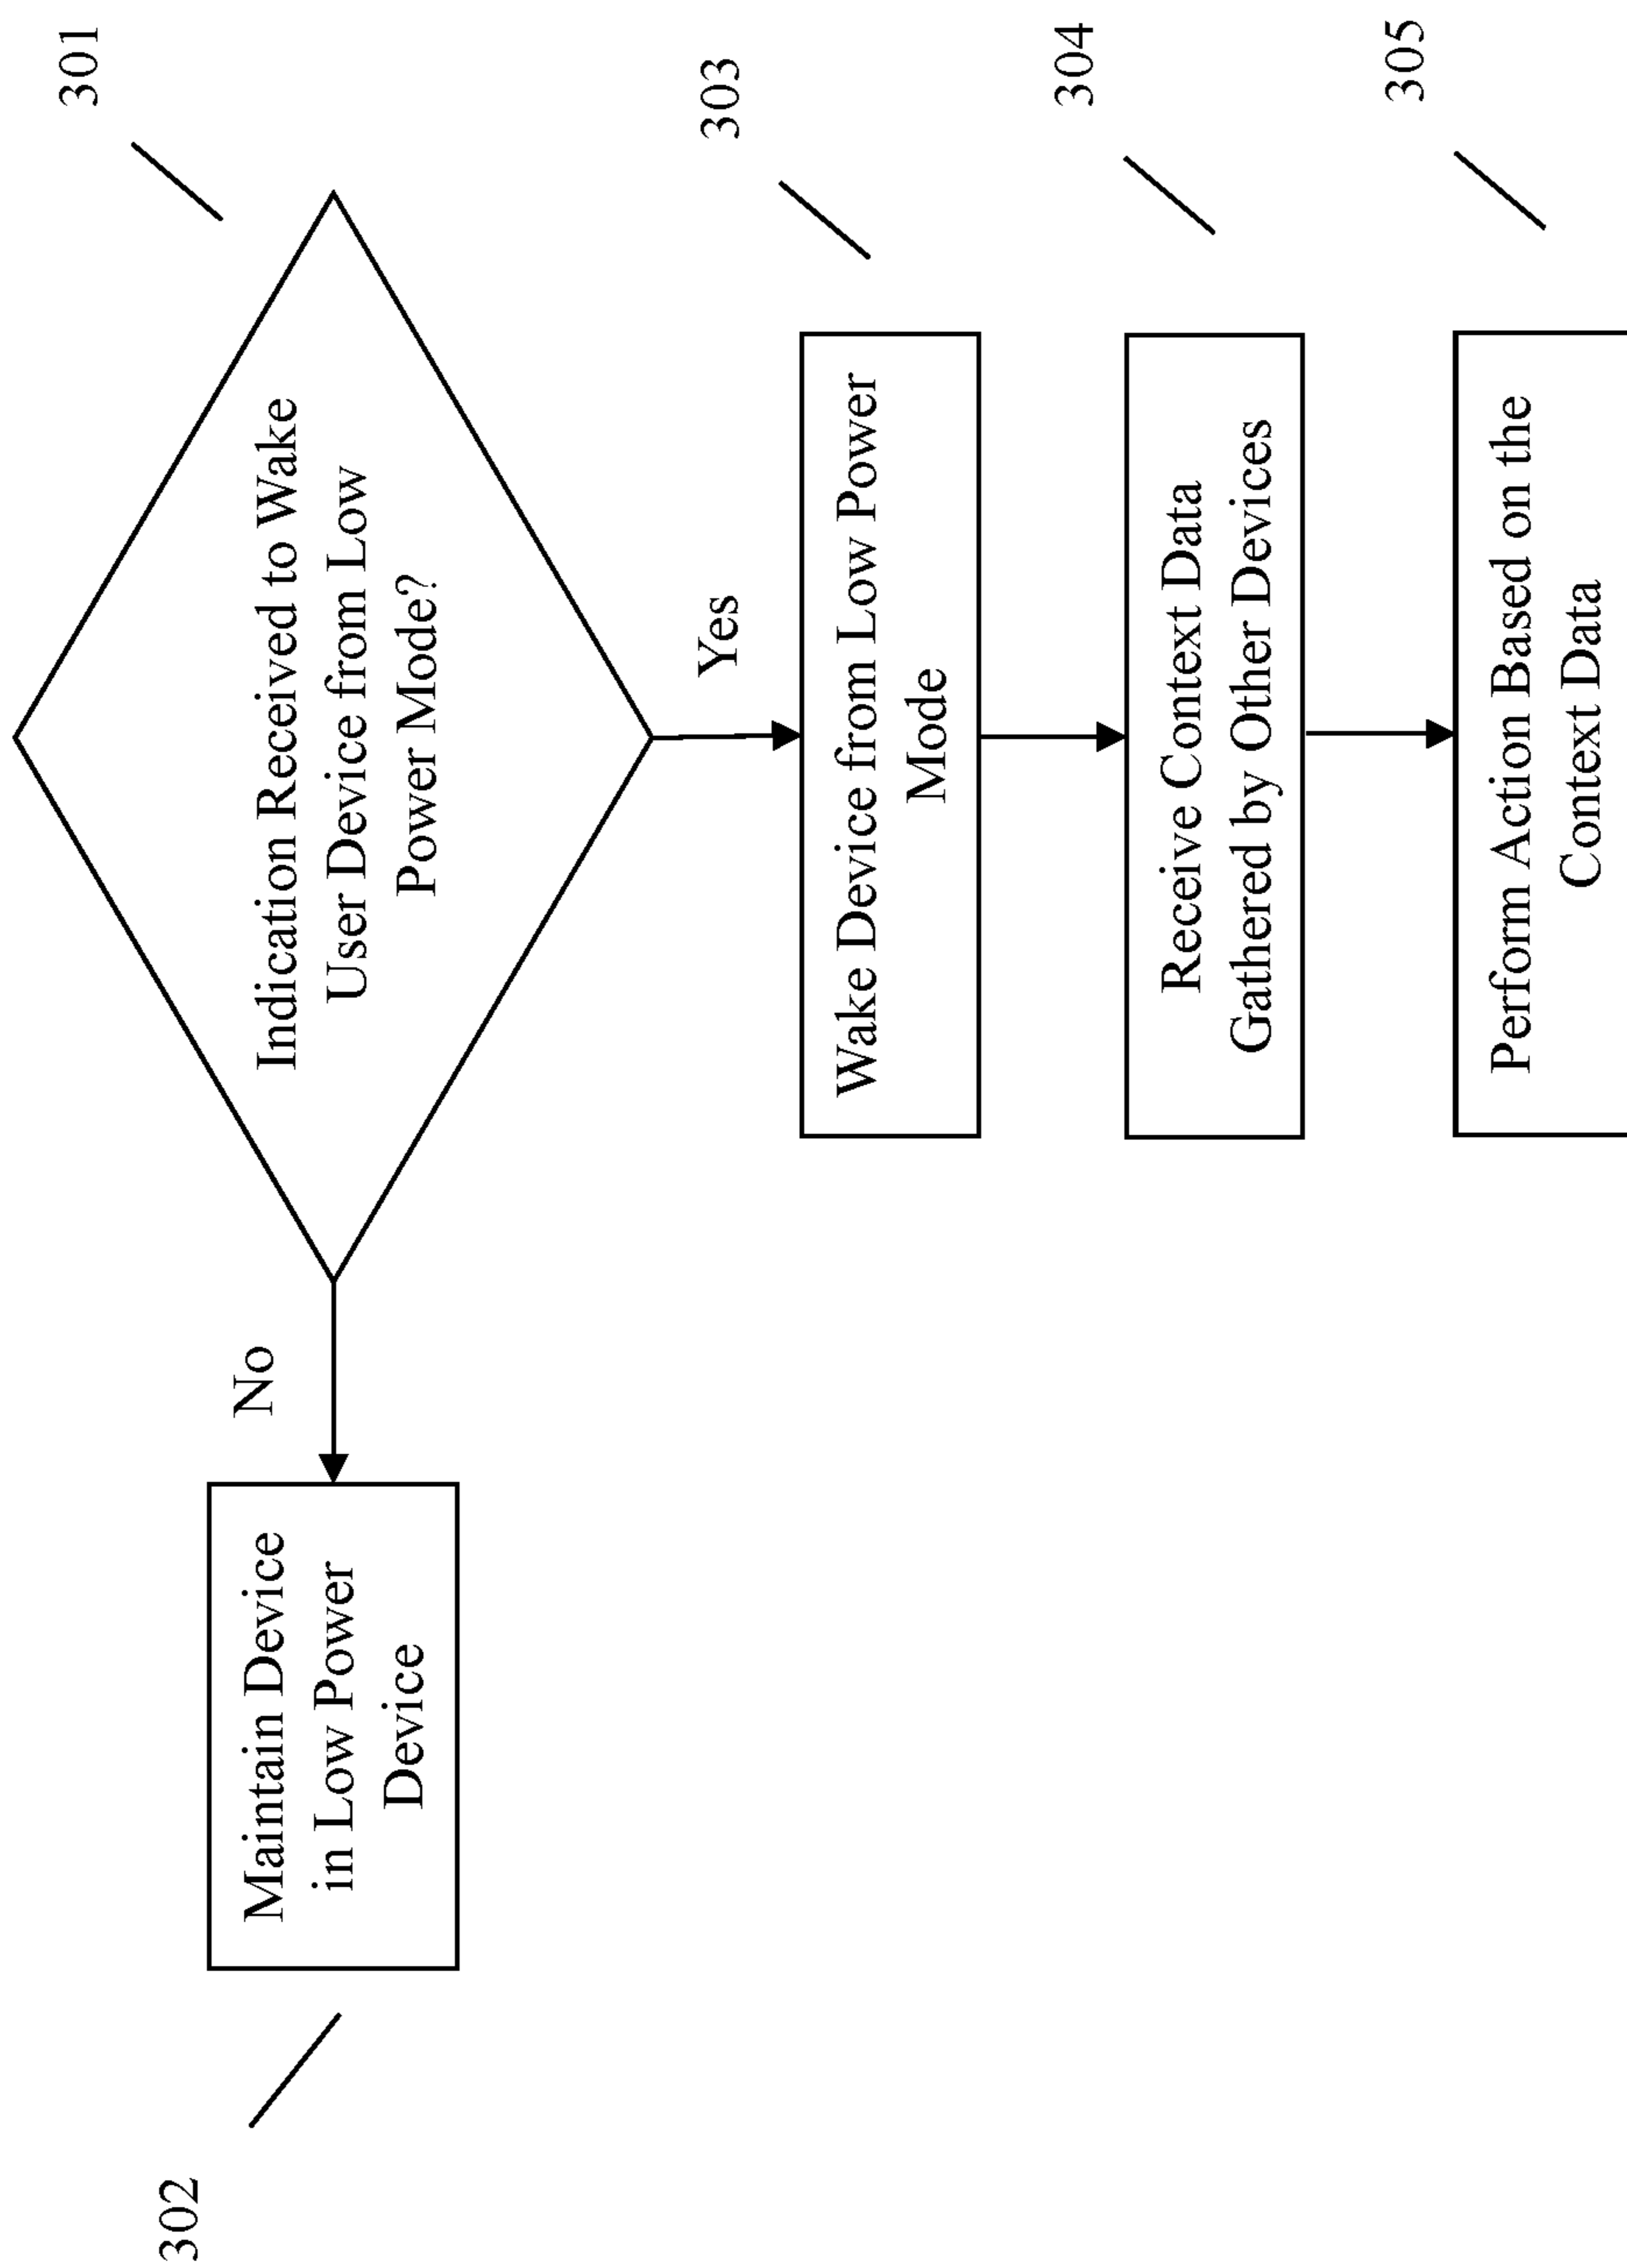 301
Indication Received to Wake
User Device from Low
Power Mode?
No
302
Maintain Device
in Low Power
Device
Yes
303
Wake Device from Low Power
Mode
304
Receive Context Data
Gathered by Other Devices
305
Perform Action Based on the
Context Data